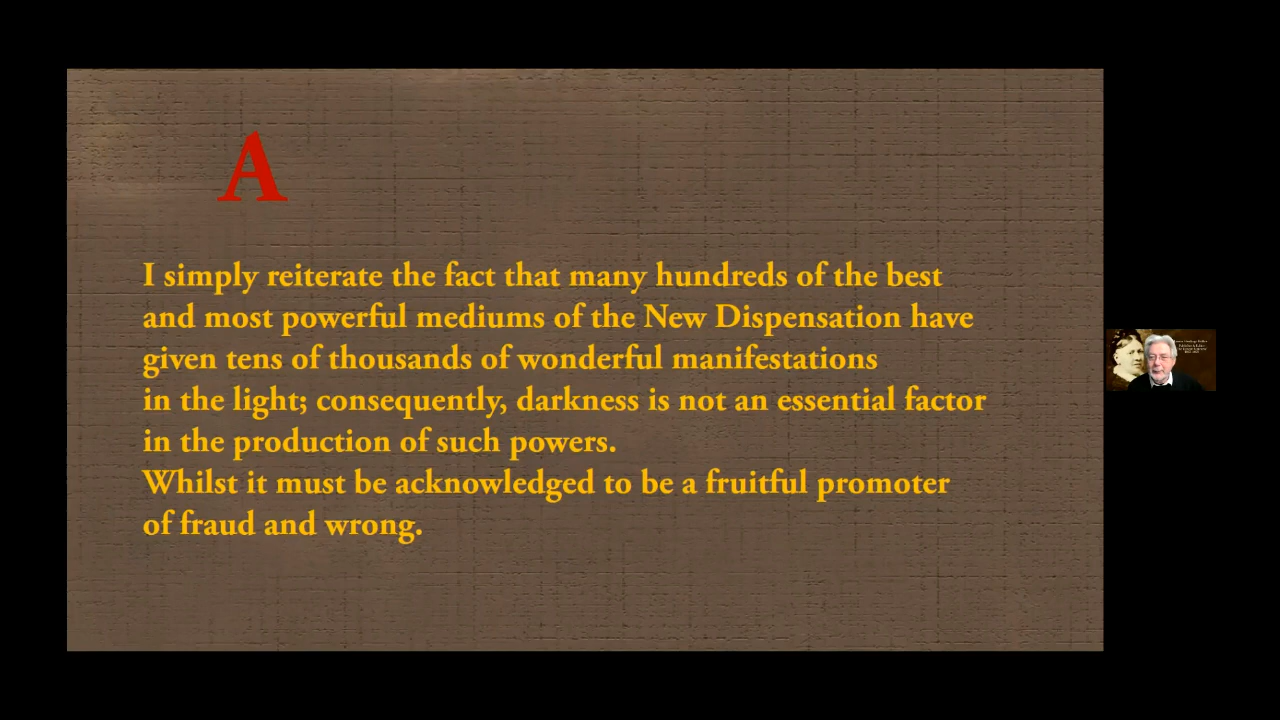 A
I simply reiterate the fact that many hundreds of the best
and most powerful mediums of the New Dispensation have
given tens of thousands of wonderful manifestations
in the light; consequently, darkness is not an essential factor
in the production of such powers.
Whilst it must be acknowledged to be a fruitful promoter
of fraud and wrong.